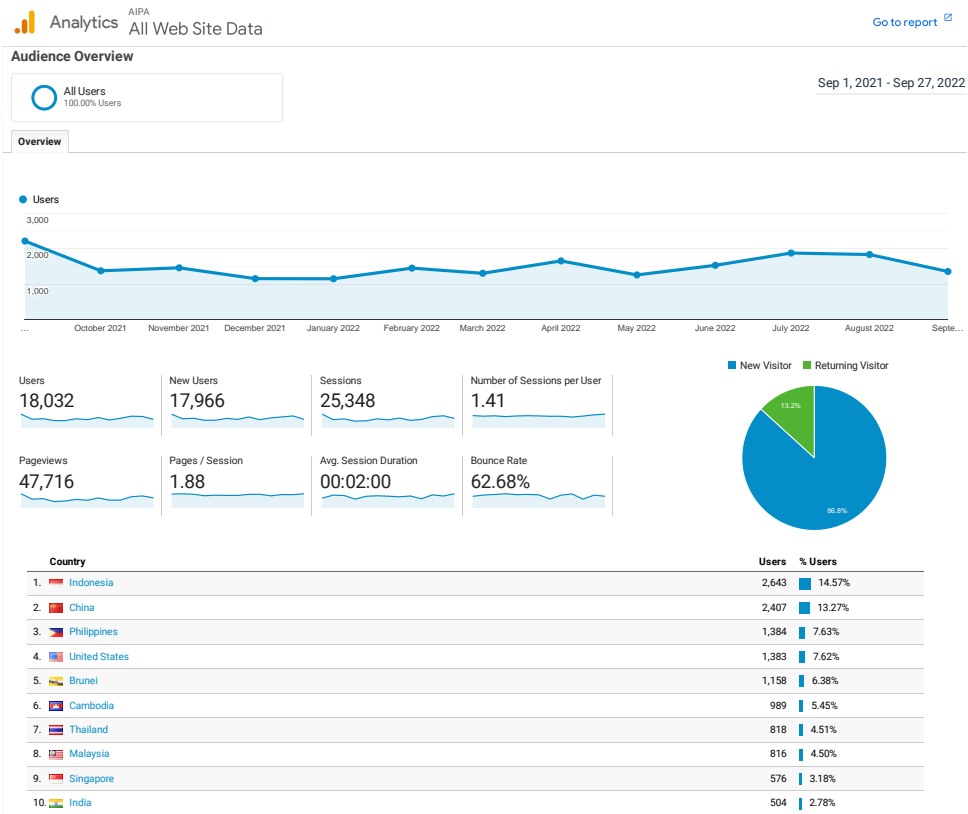 AIPA
Analytics All Web Site Data
Go to report
Audience Overview
All Users
100.00% Users
Sep 1, 2021 - Sep 27, 2022
Overview
Users
3,000
2,000
1,000
... October 2021 November 2021 December 2021 January 2022 February 2022 March 2022 April 2022 May 2022 June 2022 July 2022 August 2022 Septe...
New Visitor Returning Visitor
Users New Users Sessions Number of Sessions per User
18,032 17,966 25,348 1.41
13.2%
Pageviews Pages / Session Avg. Session Duration Bounce Rate
47,716 1.88 00:02:00 62.68%
86.8%
Country Users % Users
1. Indonesia 2,643 14.57%
2. China 2,407 13.27%
3. Philippines 1,384 7.63%
4. United States 1,383 7.62%
5. Brunei 1,158 6.38%
6. Cambodia 989 5.45%
7. Thailand 818 4.51%
8. Malaysia 816 4.50%
9. Singapore 576 3.18%
10. India 504 2.78%